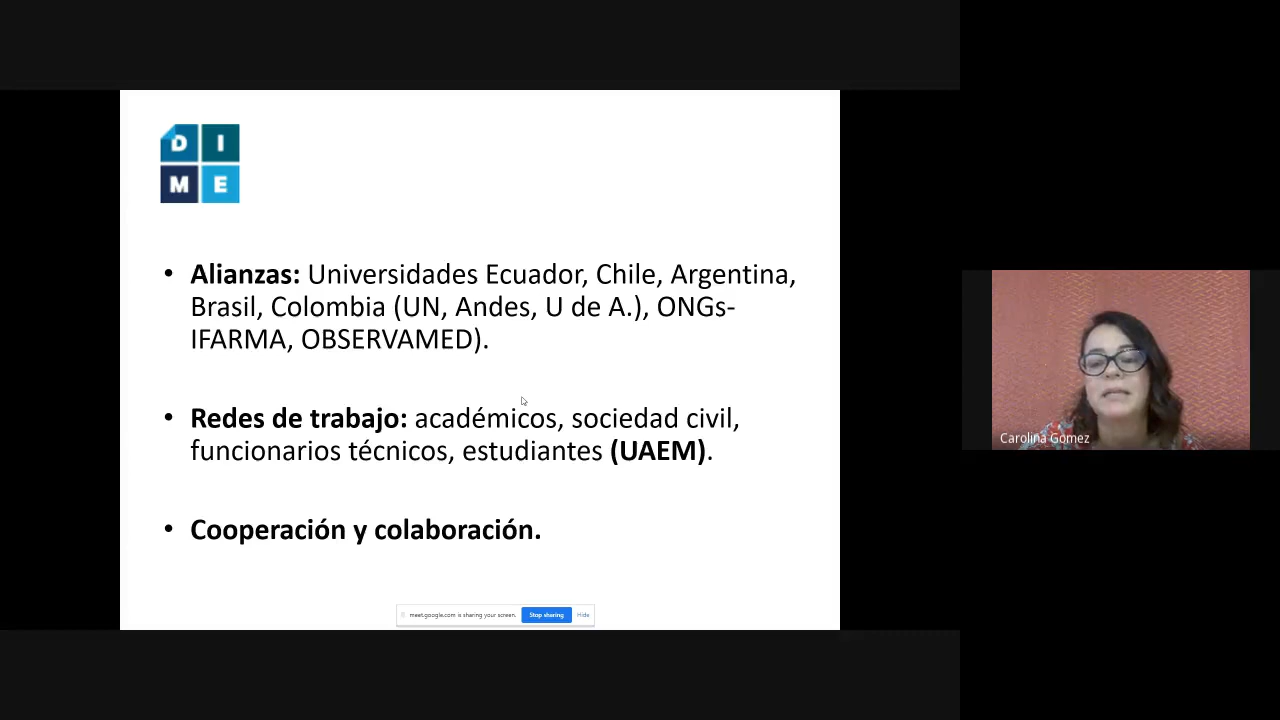 D I
M E
• Alianzas: Universidades Ecuador, Chile, Argentina,
Brasil, Colombia (UN, Andes, U de A.), ONGs-
IFARMA, OBSERVAMED).
• Redes de trabajo: académicos, sociedad civil,
funcionarios técnicos, estudiantes (UAEM).
• Cooperación y colaboración.
meet.google.com is sharing your screen. Stop sharing Hide
Carolina Gomez